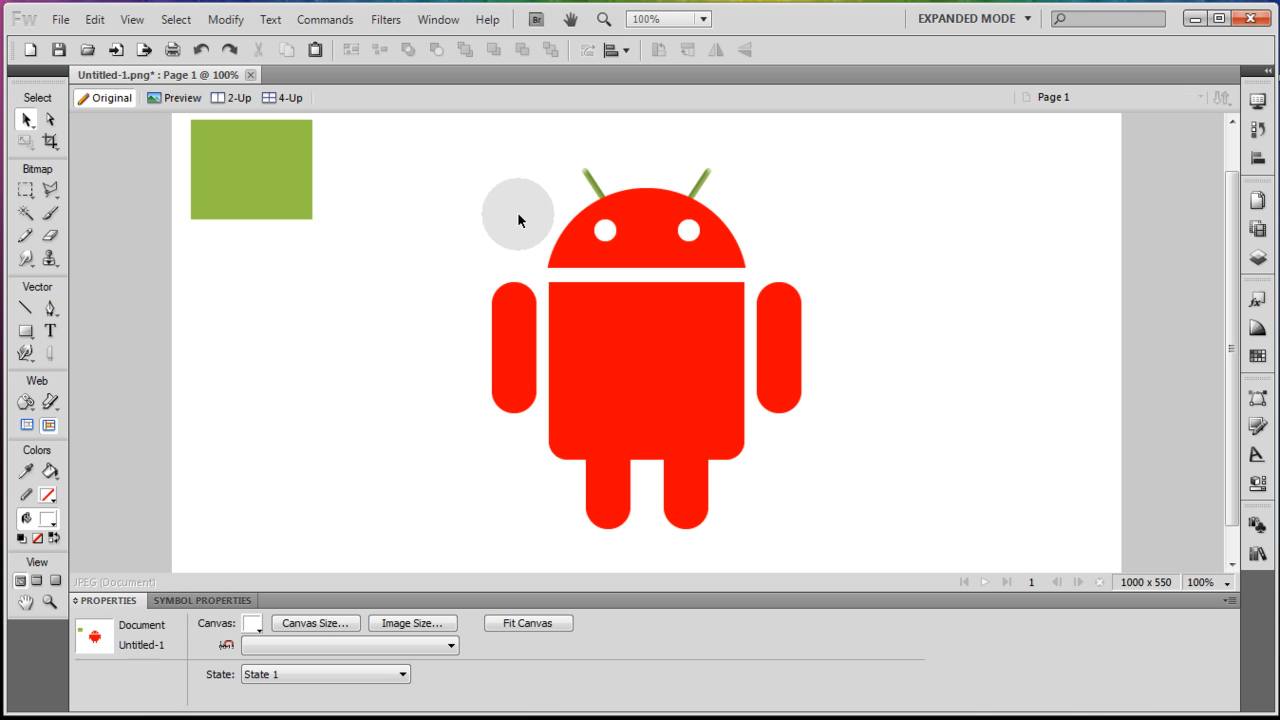 Fw File Edit View Select Modify Text Commands Filters Window Help Br 100% EXPANDED MODE
Untitled-1.png* : Page 1 @ 100%
Original Preview 2-Up 4-Up Page 1
Select
Bitmap
Vector
T
Web
Colors
View
JPEG (Document) 1 1000 x 550 100%
PROPERTIES SYMBOL PROPERTIES
Document Canvas: Canvas Size... Image Size... Fit Canvas
Untitled-1
State: State 1